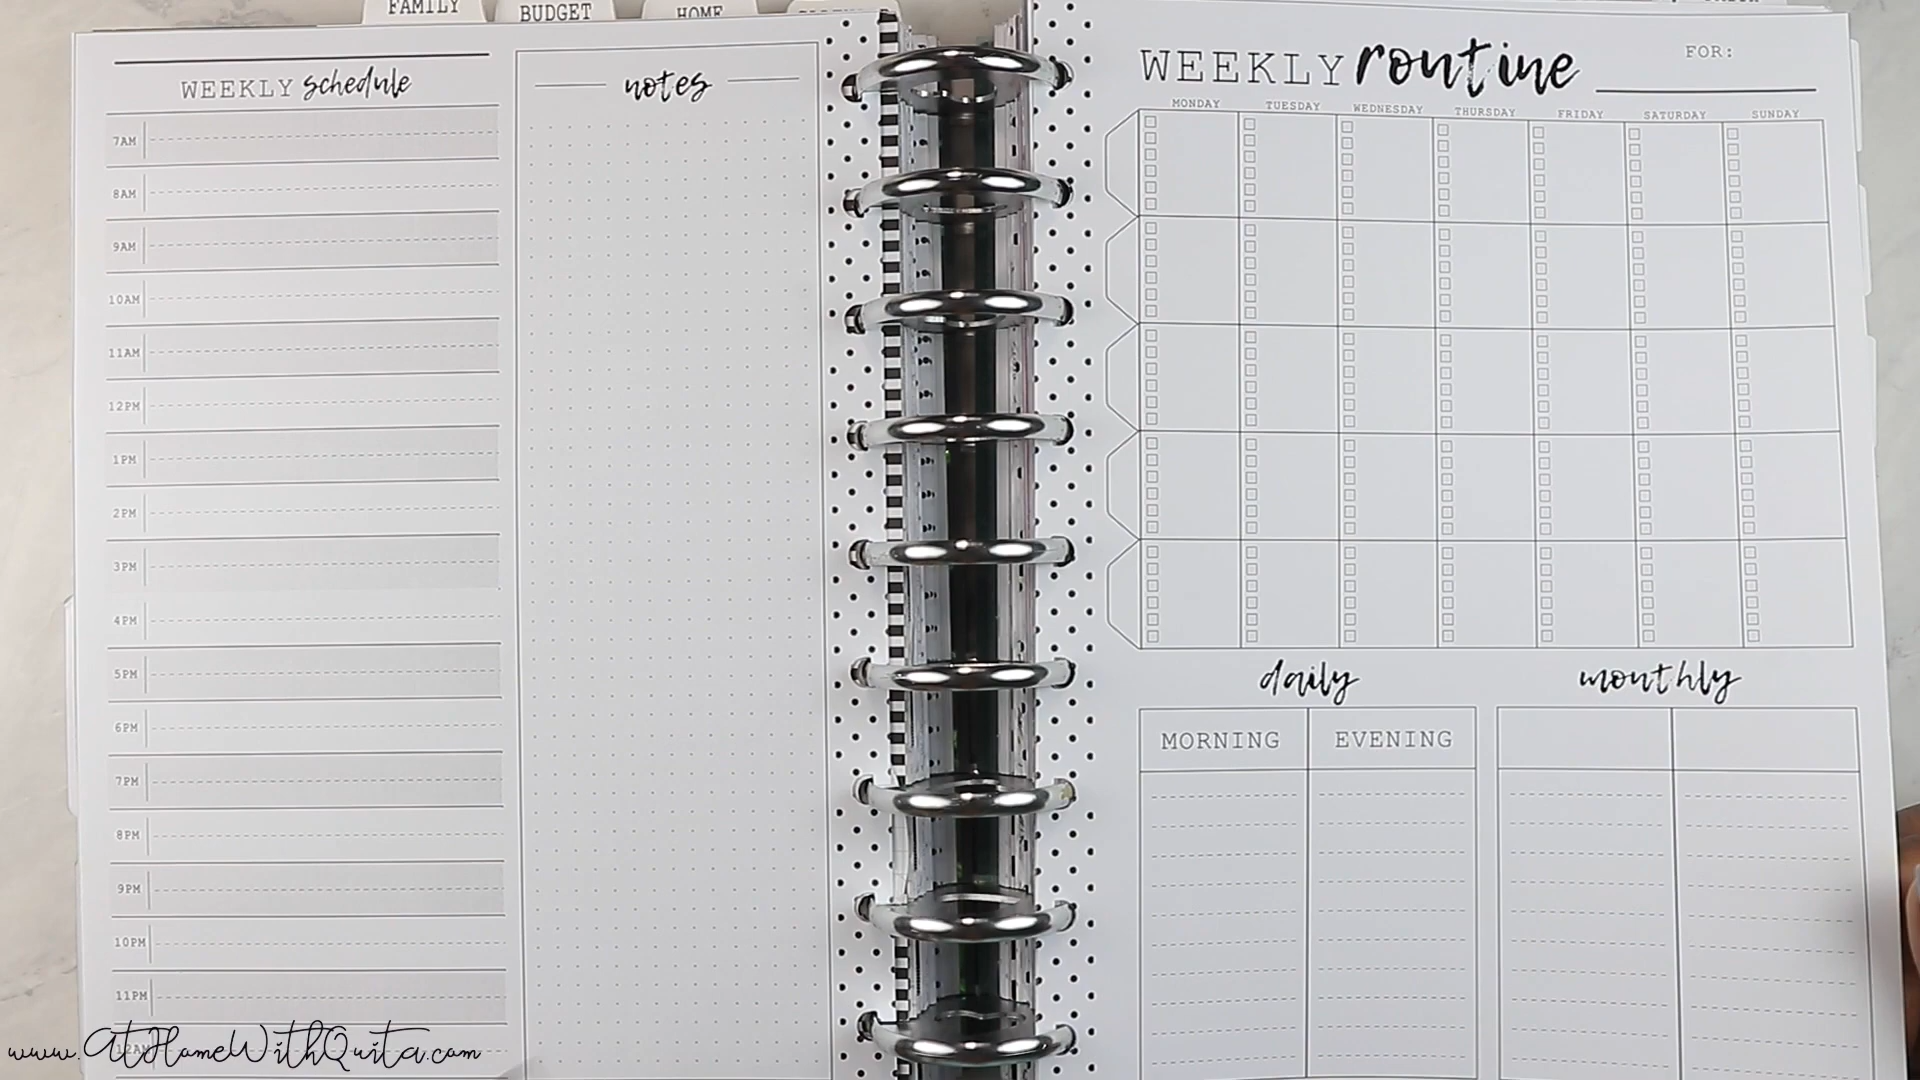 FAMILY
BUDGET
HOME
WEEKLY schedule
7AM
8AM
9AM
10AM
11AM
12PM
1PM
2PM
3PM
4PM
5PM
6PM
7PM
8PM
9PM
10PM
11PM
12AM
notes
WEEKLY routine
FOR:
MONDAY TUESDAY WEDNESDAY THURSDAY FRIDAY SATURDAY SUNDAY
daily
MORNING EVENING
monthly
www.AtHomeWithQuita.com